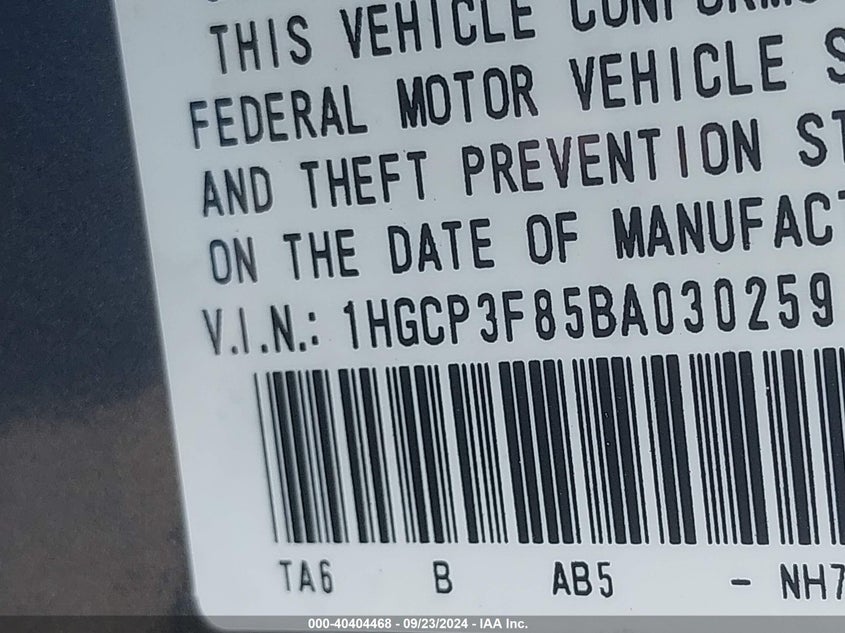 THIS VEHICLE
FEDERAL MOTOR VEHICLE
AND THEFT PREVENTION
ON THE DATE OF
V.I.N.: 1HGCP3F85BA030259
TA6 B AB5 - NH7
000-40404468 - 09/23/2024 - IAA Inc.